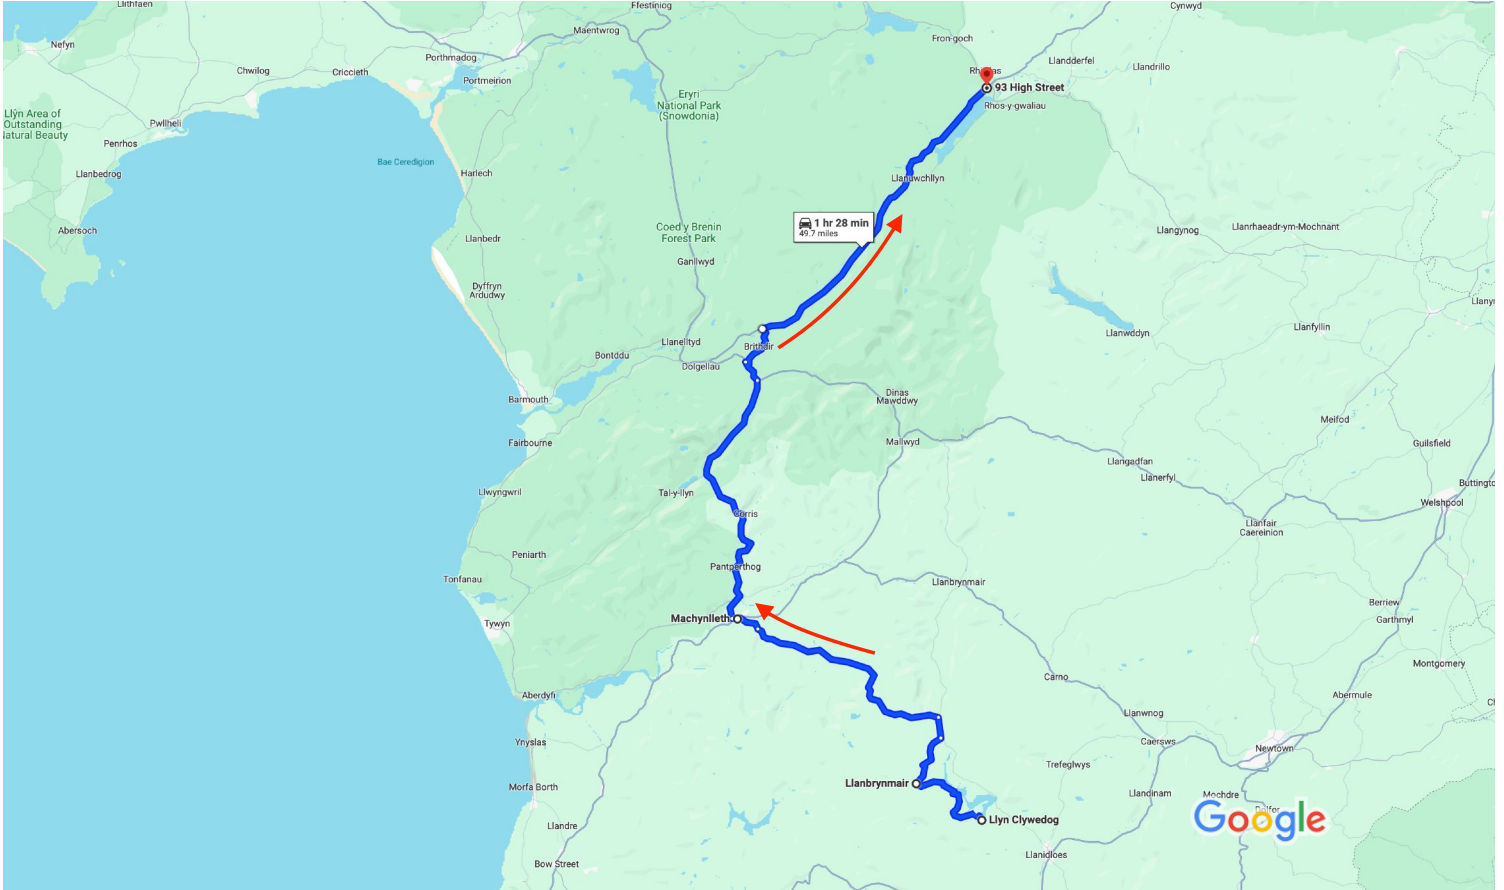 Llithfaen
Ffestiniog
Cynwyd
Nefyn
Maentwrog
Fron-goch
Porthmadog
Llandderfel
Chwilog
Criccieth
Portmeirion
Llandrillo
93 High Street
Rhos-y-gwaliau
Eryri
National Park
(Snowdonia)
Llŷn Area of
Outstanding
Natural Beauty
Pwllheli
Penrhos
Bae Ceredigion
Llanbedrog
Harlech
Llanuwchllyn
Abersoch
1 hr 28 min
49.7 miles
Coed y Brenin
Forest Park
Llanrhaeadr-ym-Mochnant
Llangynog
Llanbedr
Ganllwyd
Dyffryn
Ardudwy
Llany
Llanfyllin
Llanwddyn
Llanelltyd
Brithdir
Bontddu
Dolgellau
Barmouth
Dinas
Mawddwy
Meifod
Fairbourne
Mallwyd
Guilsfield
Llangadfan
Llanerfyl
Buttingto
Llwyngwril
Tal-y-llyn
Welshpool
Corris
Llanfair
Caereinion
Peniarth
Pantperthog
Tonfanau
Llanbrynmair
Berriew
Garthmyl
Machynlleth
Tywyn
Montgomery
Carno
Aberdyfi
Abermule
Ch
Llanwnog
Ynyslas
Caersws
Newtown
Trefeglwys
Llanbrynmair
Morfa Borth
Llandinam
Mochdre
Llyn Clywedog
Google
Llandre
Llanidloes
Bow Street